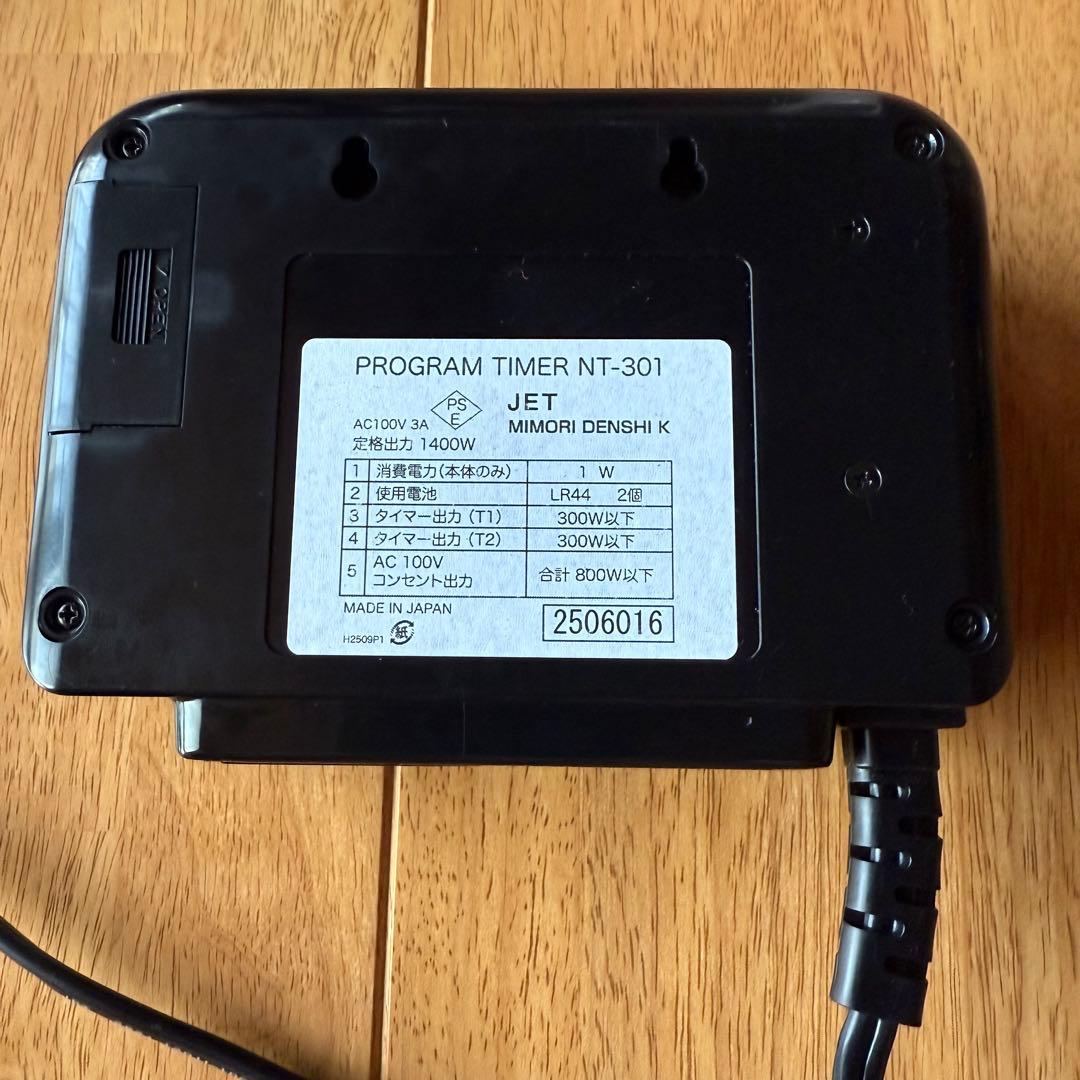 OPEN
PROGRAM TIMER NT-301
PS
E
JET
AC100V 3A
MIMORI DENSHI K
定格出力 1400W
1 消費電力(本体のみ) 1 W
2 使用電池 LR44 2個
3 タイマー出力 (T1) 300W以下
4 タイマー出力 (T2) 300W以下
5 AC 100V コンセント出力 合計 800W以下
MADE IN JAPAN
2506016
H2509P1 紙